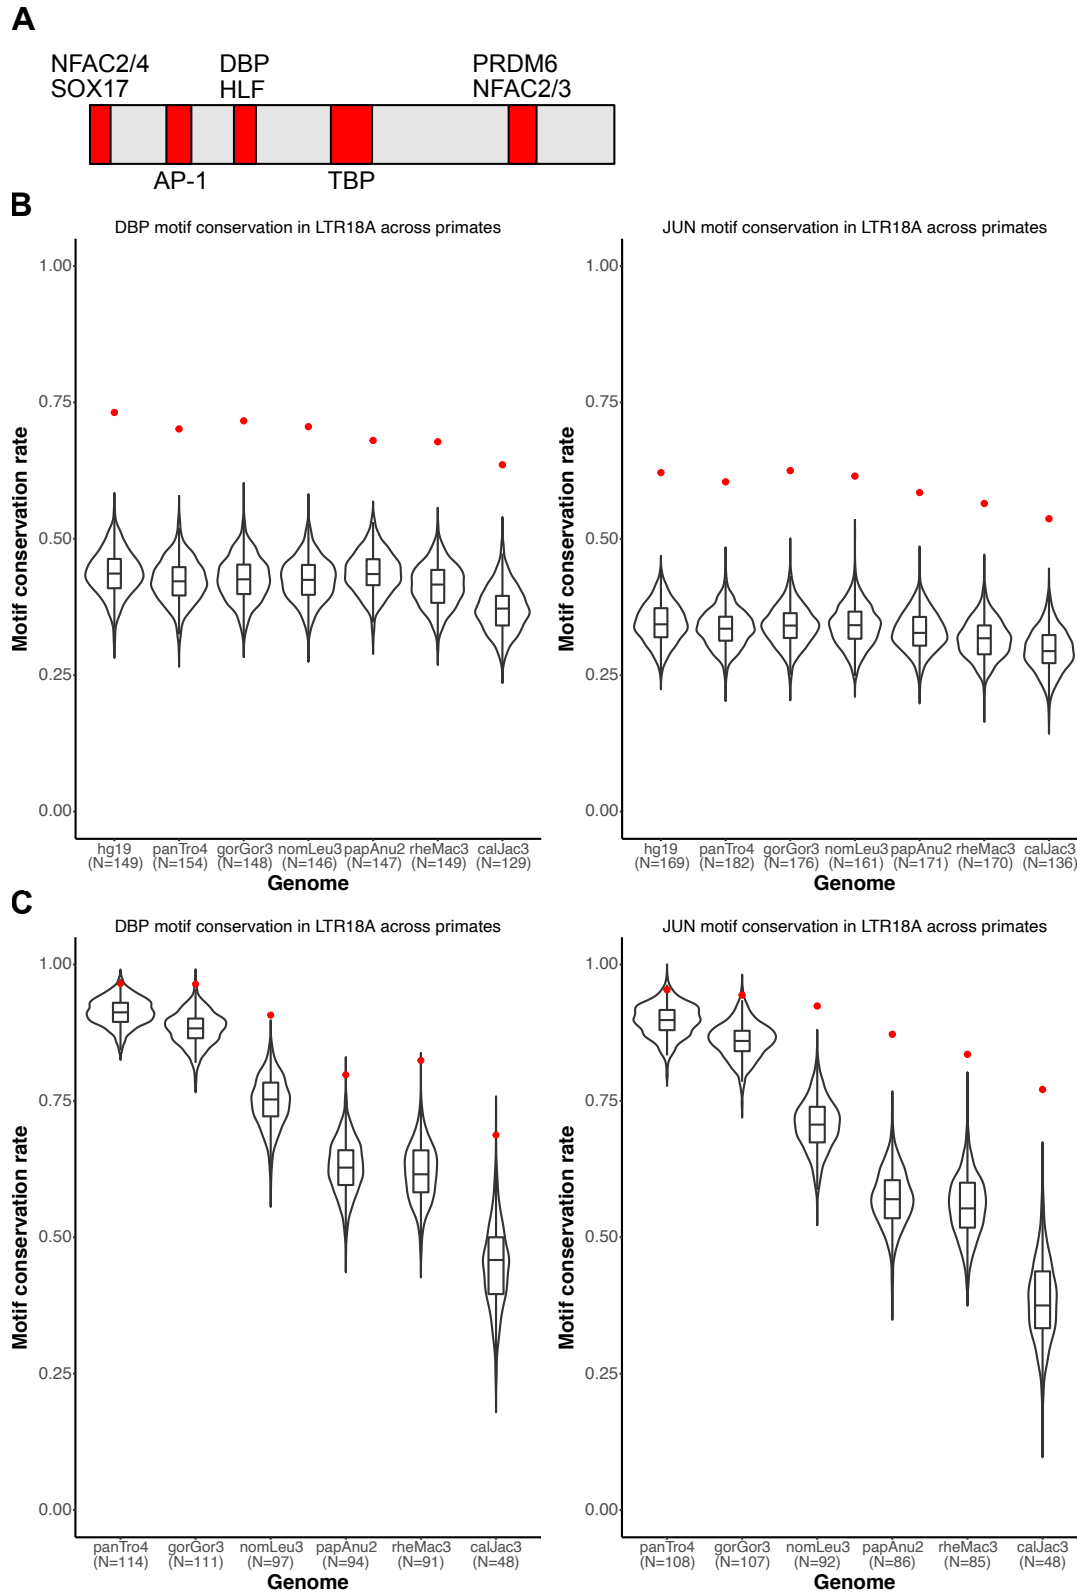 A
NFAC2/4 DBP PRDM6
SOX17 HLF NFAC2/3
AP-1 TBP
B
DBP motif conservation in LTR18A across primates
Motif conservation rate
1.00
0.75
0.50
0.25
0.00
hg19 panTro4 gorGor3 nomLeu3 papAnu2 rheMac3 calJac3
(N=149) (N=154) (N=148) (N=146) (N=147) (N=149) (N=129)
Genome
JUN motif conservation in LTR18A across primates
Motif conservation rate
1.00
0.75
0.50
0.25
0.00
hg19 panTro4 gorGor3 nomLeu3 papAnu2 rheMac3 calJac3
(N=169) (N=182) (N=176) (N=161) (N=171) (N=170) (N=136)
Genome
C
DBP motif conservation in LTR18A across primates
Motif conservation rate
1.00
0.75
0.50
0.25
0.00
panTro4 gorGor3 nomLeu3 papAnu2 rheMac3 calJac3
(N=114) (N=111) (N=97) (N=94) (N=91) (N=48)
Genome
JUN motif conservation in LTR18A across primates
Motif conservation rate
1.00
0.75
0.50
0.25
0.00
panTro4 gorGor3 nomLeu3 papAnu2 rheMac3 calJac3
(N=108) (N=107) (N=92) (N=86) (N=85) (N=48)
Genome